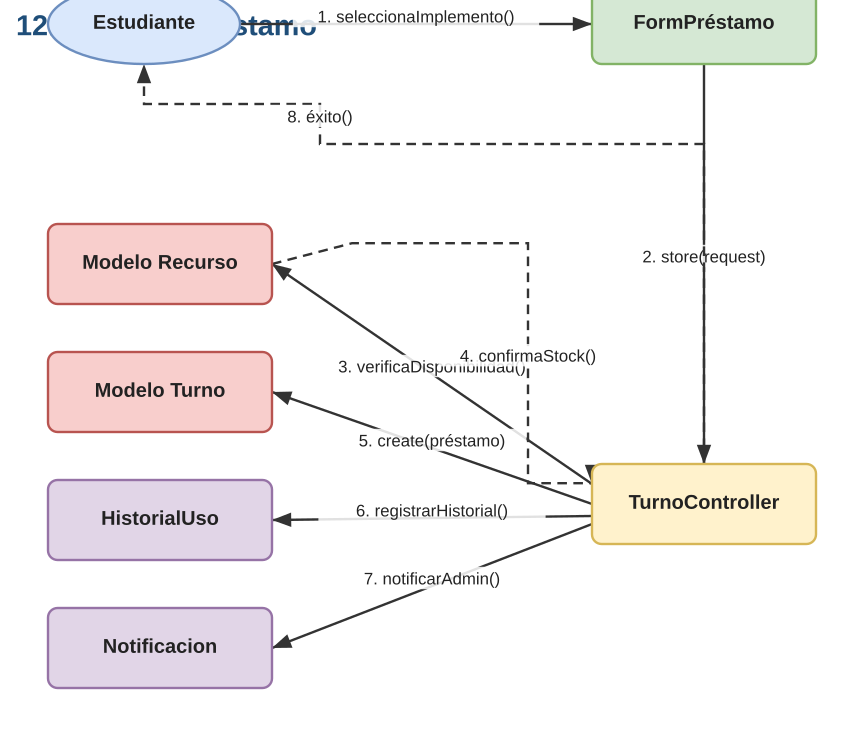 1. seleccionaImplemento()
Estudiante
FormPréstamo
12
8. éxito()
2. store(request)
Modelo Recurso
4. confirmaStock()
3. verificaDisponibilidad()
Modelo Turno
5. create(préstamo)
TurnoController
6. registrarHistorial()
HistorialUso
7. notificarAdmin()
Notificacion